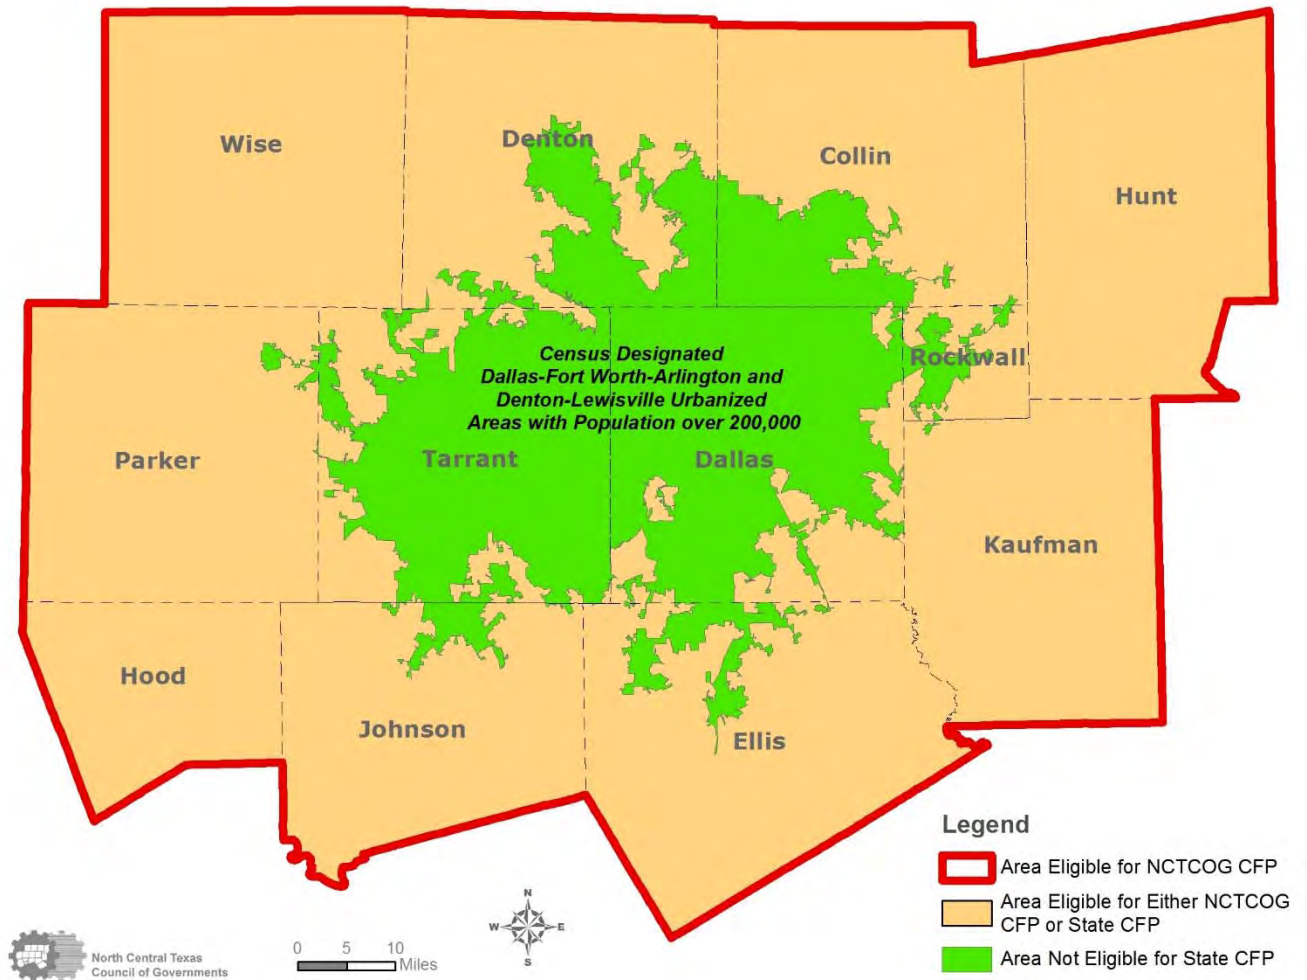 Wise
Denton
Collin
Hunt
Census Designated
Dallas-Fort Worth-Arlington and
Denton-Lewisville Urbanized
Areas with Population over 200,000
Rockwall
Parker
Tarrant
Dallas
Kaufman
Hood
Johnson
Ellis
Legend
Area Eligible for NCTCOG CFP
Area Eligible for Either NCTCOG
CFP or State CFP
Area Not Eligible for State CFP
N
W
E
S
0 5 10
Miles
North Central Texas
Council of Governments